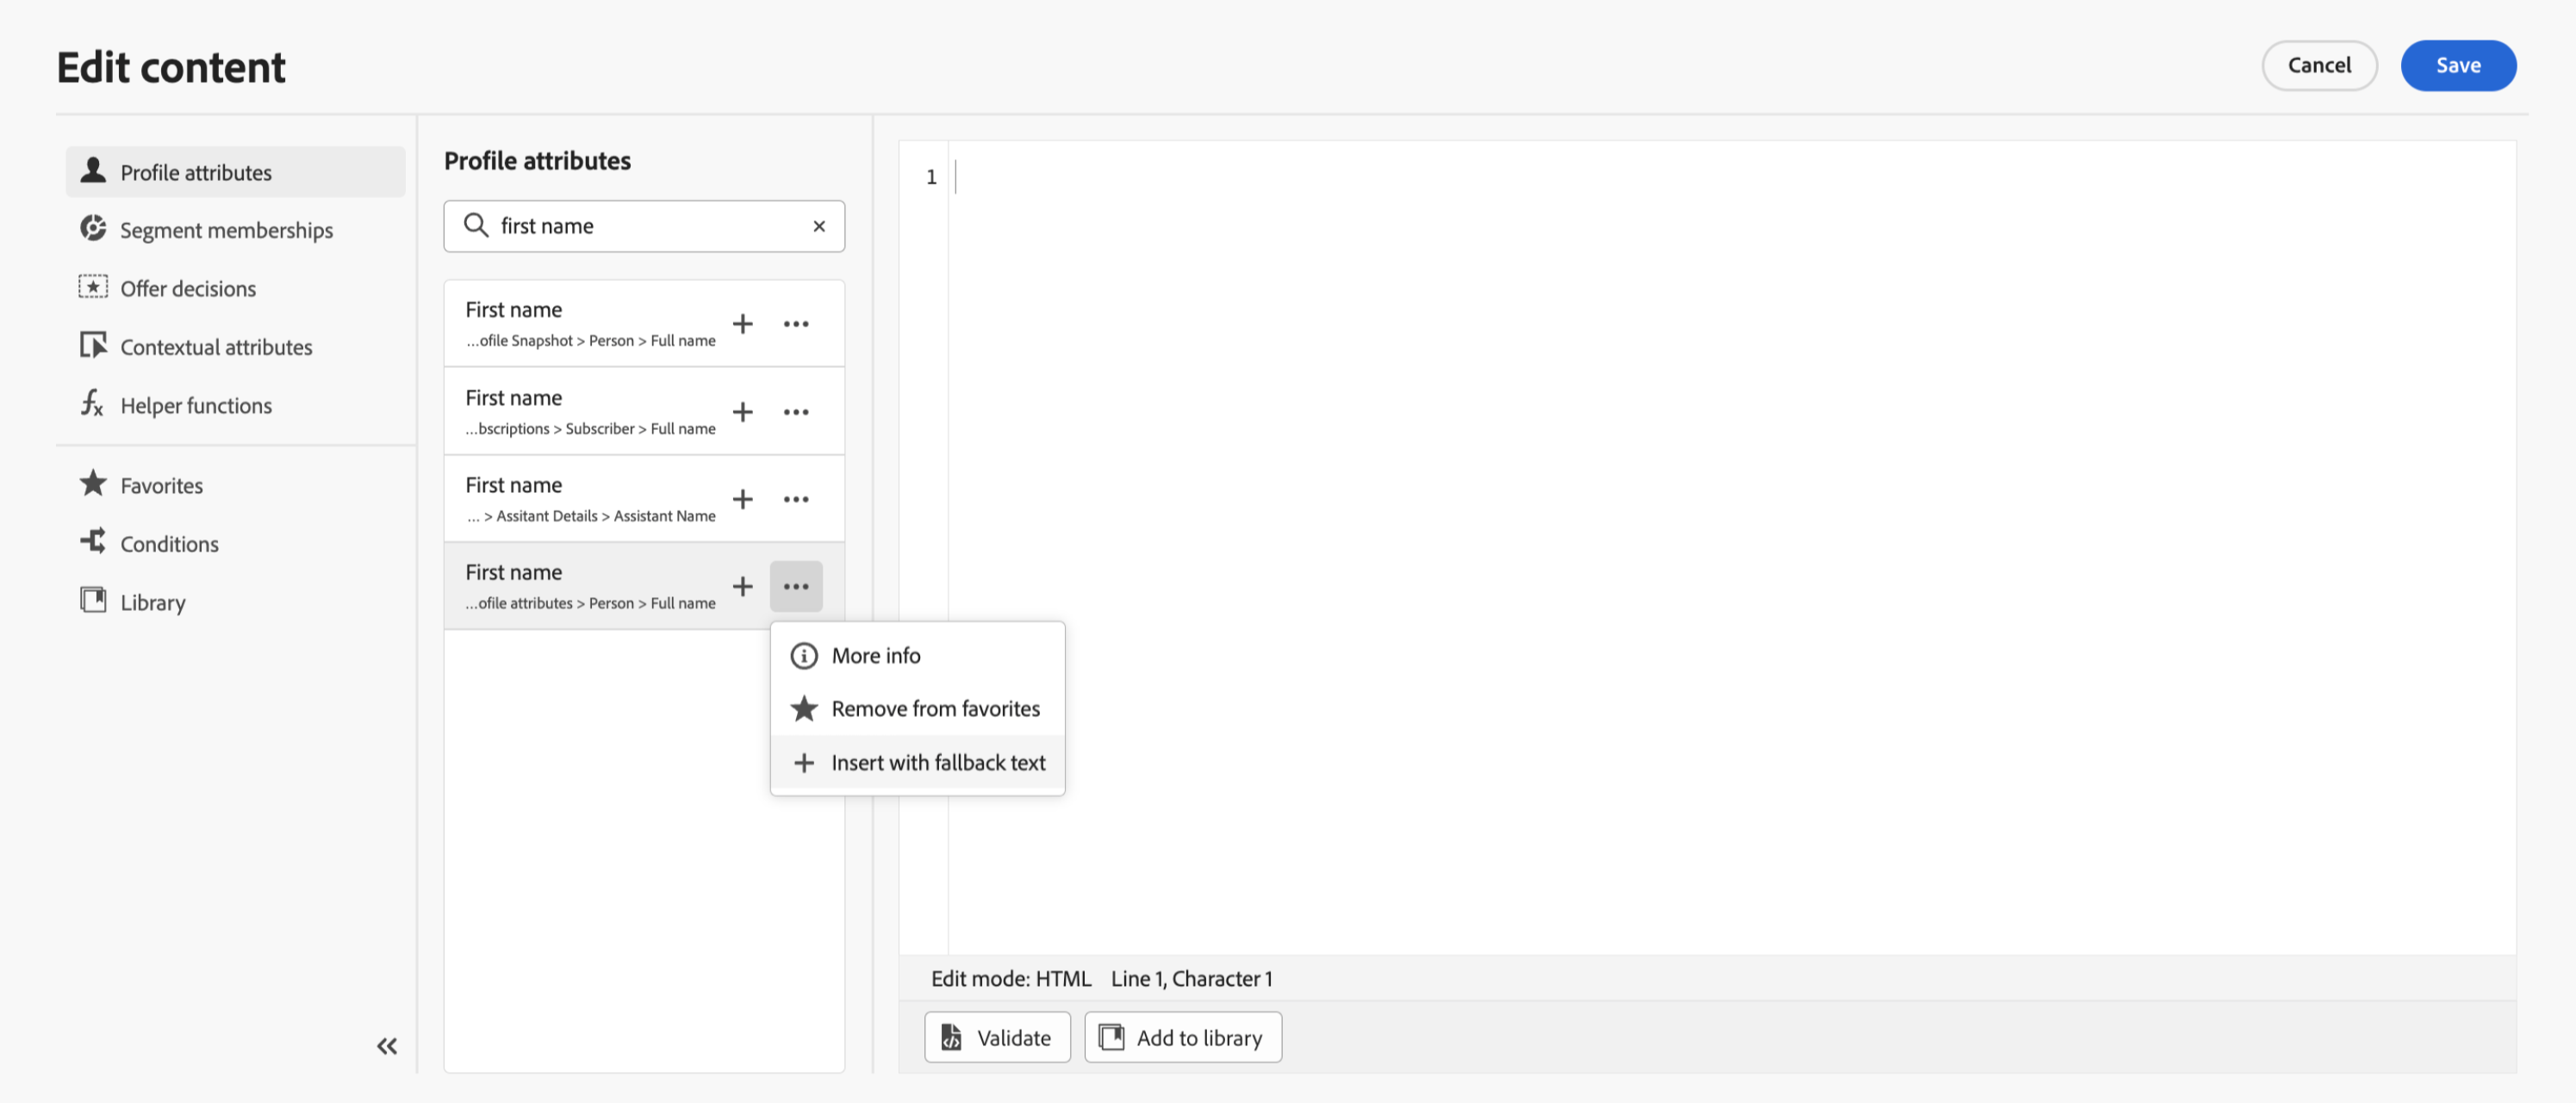 Edit content
Cancel
Save
Profile attributes
Segment memberships
Offer decisions
Contextual attributes
Helper functions
Favorites
Conditions
Library
Profile attributes
first name
First name
...ofile Snapshot > Person > Full name
First name
...bscriptions > Subscriber > Full name
First name
... > Assitant Details > Assistant Name
First name
...ofile attributes > Person > Full name
More info
Remove from favorites
Insert with fallback text
1
Edit mode: HTML Line 1, Character 1
Validate
Add to library